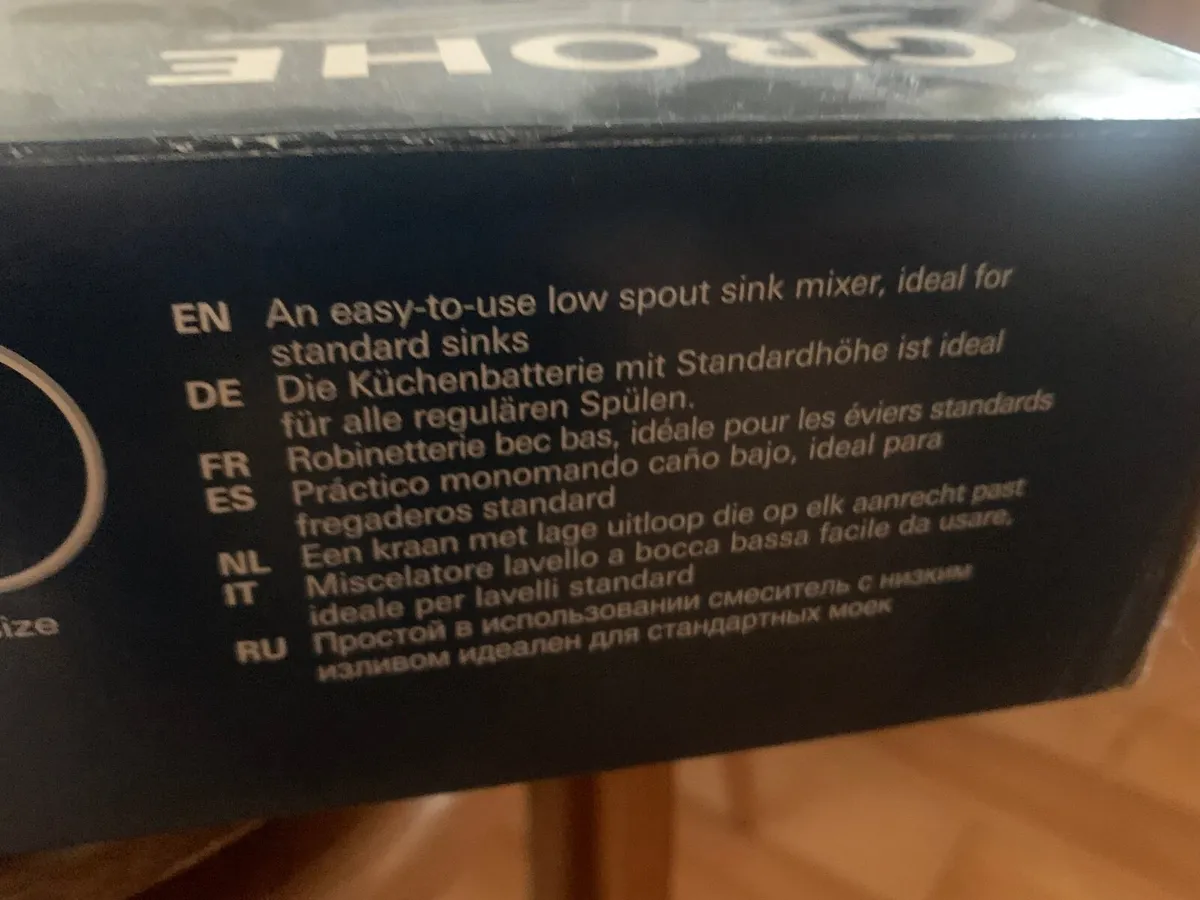 GROHE
EN An easy-to-use low spout sink mixer, ideal for
standard sinks
DE Die Küchenbatterie mit Standardhöhe ist ideal
für alle regulären Spülen.
FR Robinetterie bec bas, idéale pour les éviers standards
ES Práctico monomando caño bajo, ideal para
fregaderos standard
NL Een kraan met lage uitloop die op elk aanrecht past
IT Miscelatore lavello a bocca bassa facile da usare,
ideale per lavelli standard
RU Простой в использовании смеситель с низким
изливом идеален для стандартных моек
size